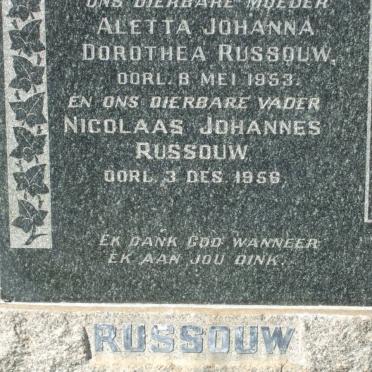 ONS DIERBARE MOEDER
ALETTA JOHANNA
DOROTHEA RUSSOUW,
OORL. 8 MEI 1953.
EN ONS DIERBARE VADER
NICOLAAS JOHANNES
RUSSOUW
OORL. 3 DES. 1956.
EK DANK GOD WANNEER
EK AAN JOU DINK...
RUSSOUW